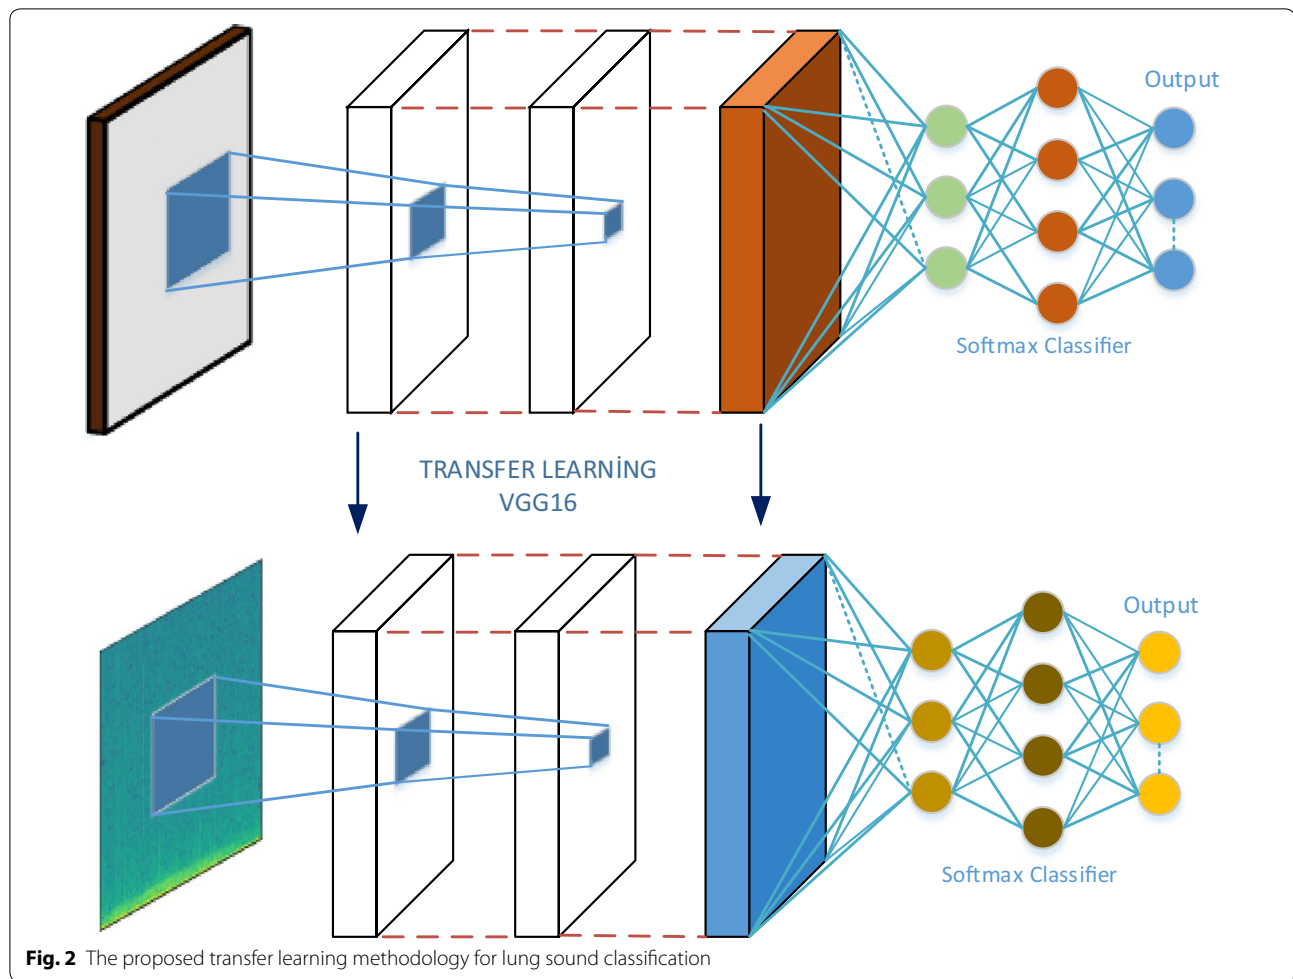 Output
Softmax Classifier
TRANSFER LEARNİNG
VGG16
Output
Softmax Classifier
Fig. 2 The proposed transfer learning methodology for lung sound classification